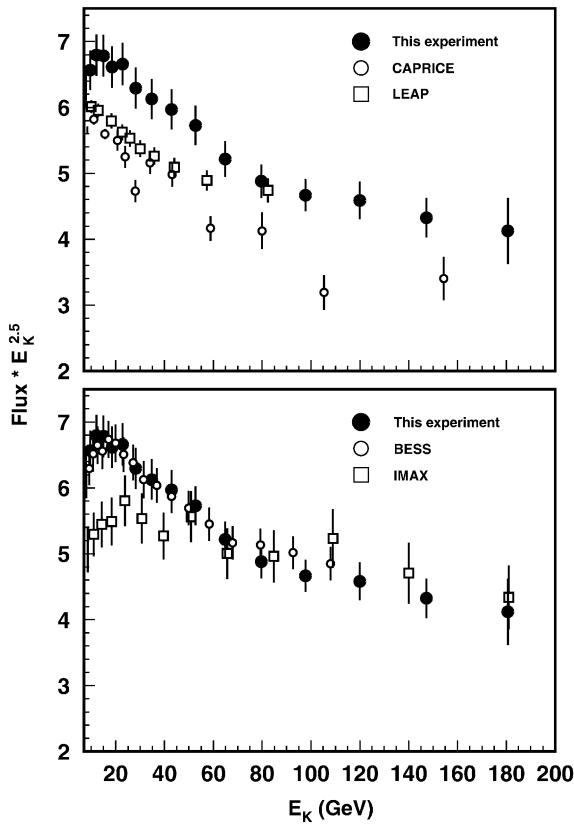 7
This experiment
CAPRICE
LEAP
6
5
4
3
2
Flux * E_K^2.5
7
This experiment
BESS
IMAX
6
5
4
3
2
20 40 60 80 100 120 140 160 180 200
E_K (GeV)